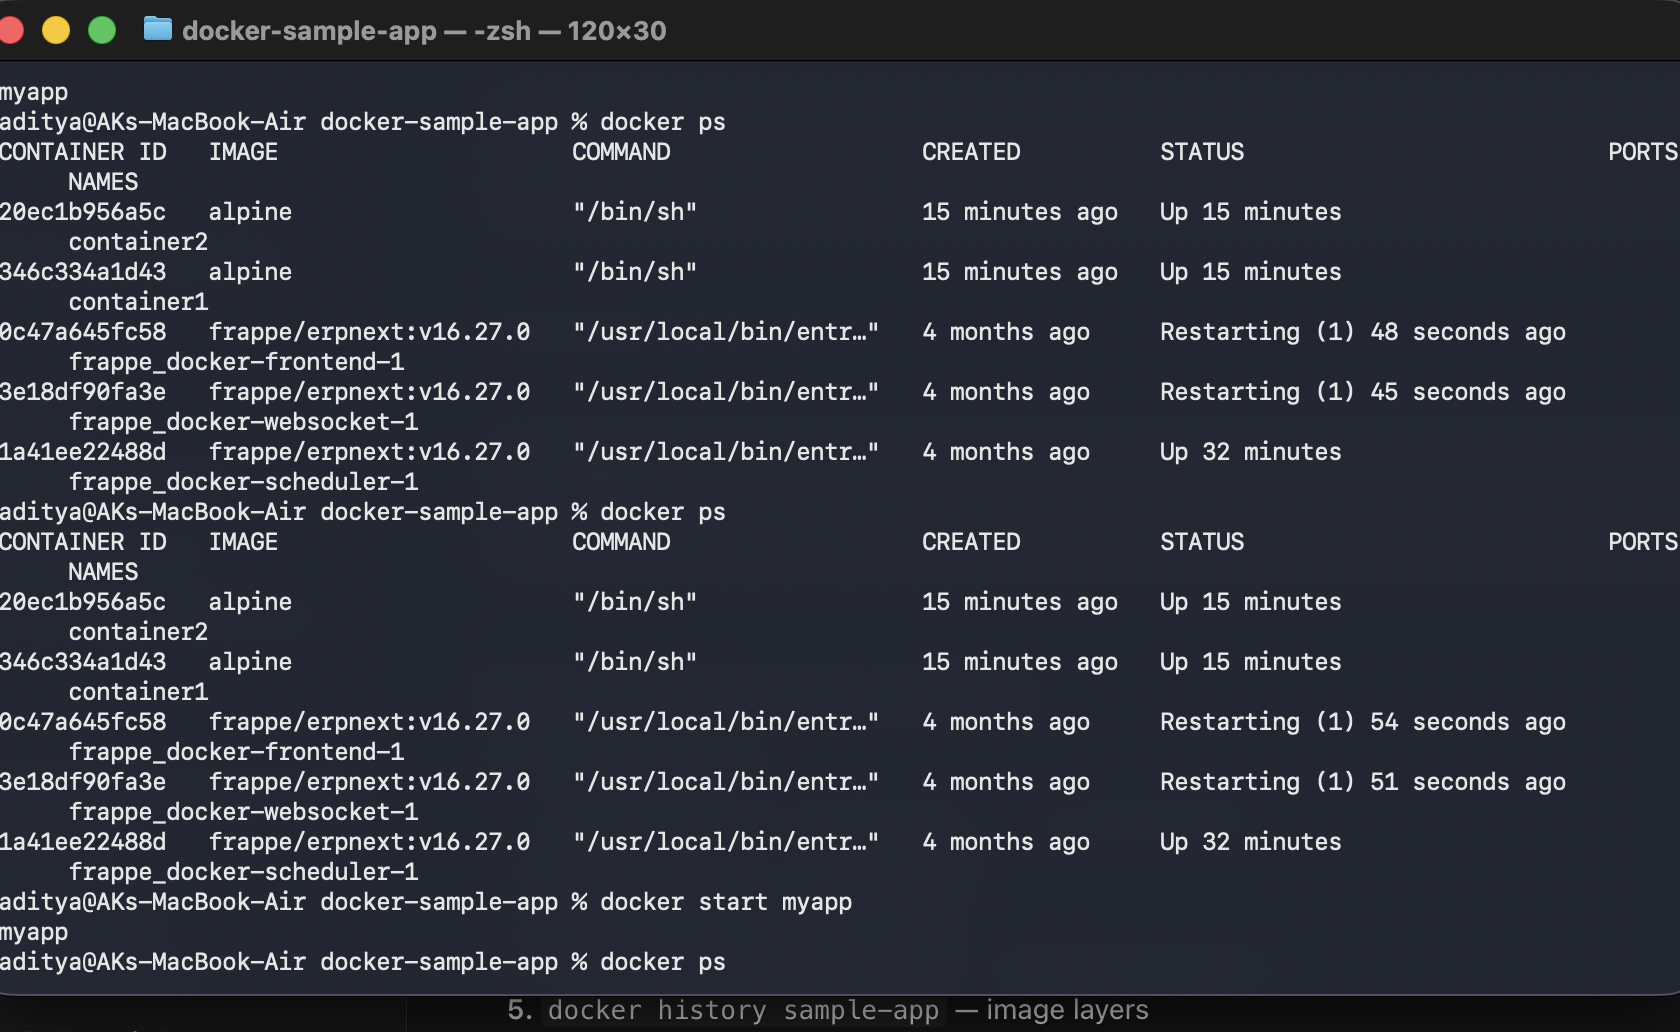 docker-sample-app — -zsh — 120×30
myapp
aditya@AKs-MacBook-Air docker-sample-app % docker ps
CONTAINER ID   IMAGE                     COMMAND                  CREATED          STATUS                          PORTS
     NAMES
20ec1b956a5c   alpine                    "/bin/sh"                15 minutes ago   Up 15 minutes
     container2
346c334a1d43   alpine                    "/bin/sh"                15 minutes ago   Up 15 minutes
     container1
0c47a645fc58   frappe/erpnext:v16.27.0   "/usr/local/bin/entr…"   4 months ago     Restarting (1) 48 seconds ago
     frappe_docker-frontend-1
3e18df90fa3e   frappe/erpnext:v16.27.0   "/usr/local/bin/entr…"   4 months ago     Restarting (1) 45 seconds ago
     frappe_docker-websocket-1
1a41ee22488d   frappe/erpnext:v16.27.0   "/usr/local/bin/entr…"   4 months ago     Up 32 minutes
     frappe_docker-scheduler-1
aditya@AKs-MacBook-Air docker-sample-app % docker ps
CONTAINER ID   IMAGE                     COMMAND                  CREATED          STATUS                          PORTS
     NAMES
20ec1b956a5c   alpine                    "/bin/sh"                15 minutes ago   Up 15 minutes
     container2
346c334a1d43   alpine                    "/bin/sh"                15 minutes ago   Up 15 minutes
     container1
0c47a645fc58   frappe/erpnext:v16.27.0   "/usr/local/bin/entr…"   4 months ago     Restarting (1) 54 seconds ago
     frappe_docker-frontend-1
3e18df90fa3e   frappe/erpnext:v16.27.0   "/usr/local/bin/entr…"   4 months ago     Restarting (1) 51 seconds ago
     frappe_docker-websocket-1
1a41ee22488d   frappe/erpnext:v16.27.0   "/usr/local/bin/entr…"   4 months ago     Up 32 minutes
     frappe_docker-scheduler-1
aditya@AKs-MacBook-Air docker-sample-app % docker start myapp
myapp
aditya@AKs-MacBook-Air docker-sample-app % docker ps
5. docker history sample-app — image layers